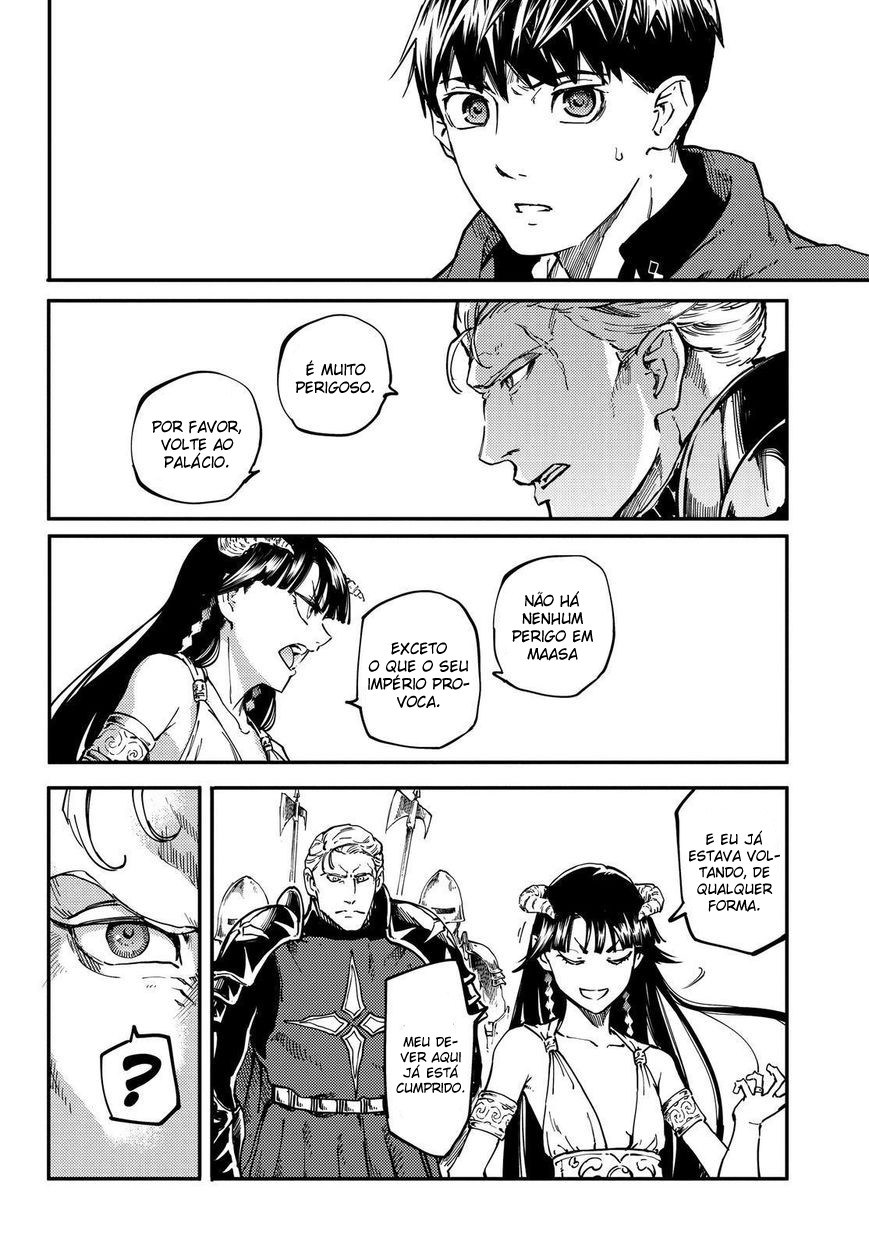 É MUITO
PERIGOSO.
POR FAVOR,
VOLTE AO
PALÁCIO.
NÃO HÁ
NENHUM
PERIGO EM
MAASA
EXCETO
O QUE O SEU
IMPÉRIO PRO-
VOCA.
E EU JÁ
ESTAVA VOL-
TANDO, DE
QUALQUER
FORMA.
MEU DE-
VER AQUI
JÁ ESTÁ
CUMPRIDO.
?